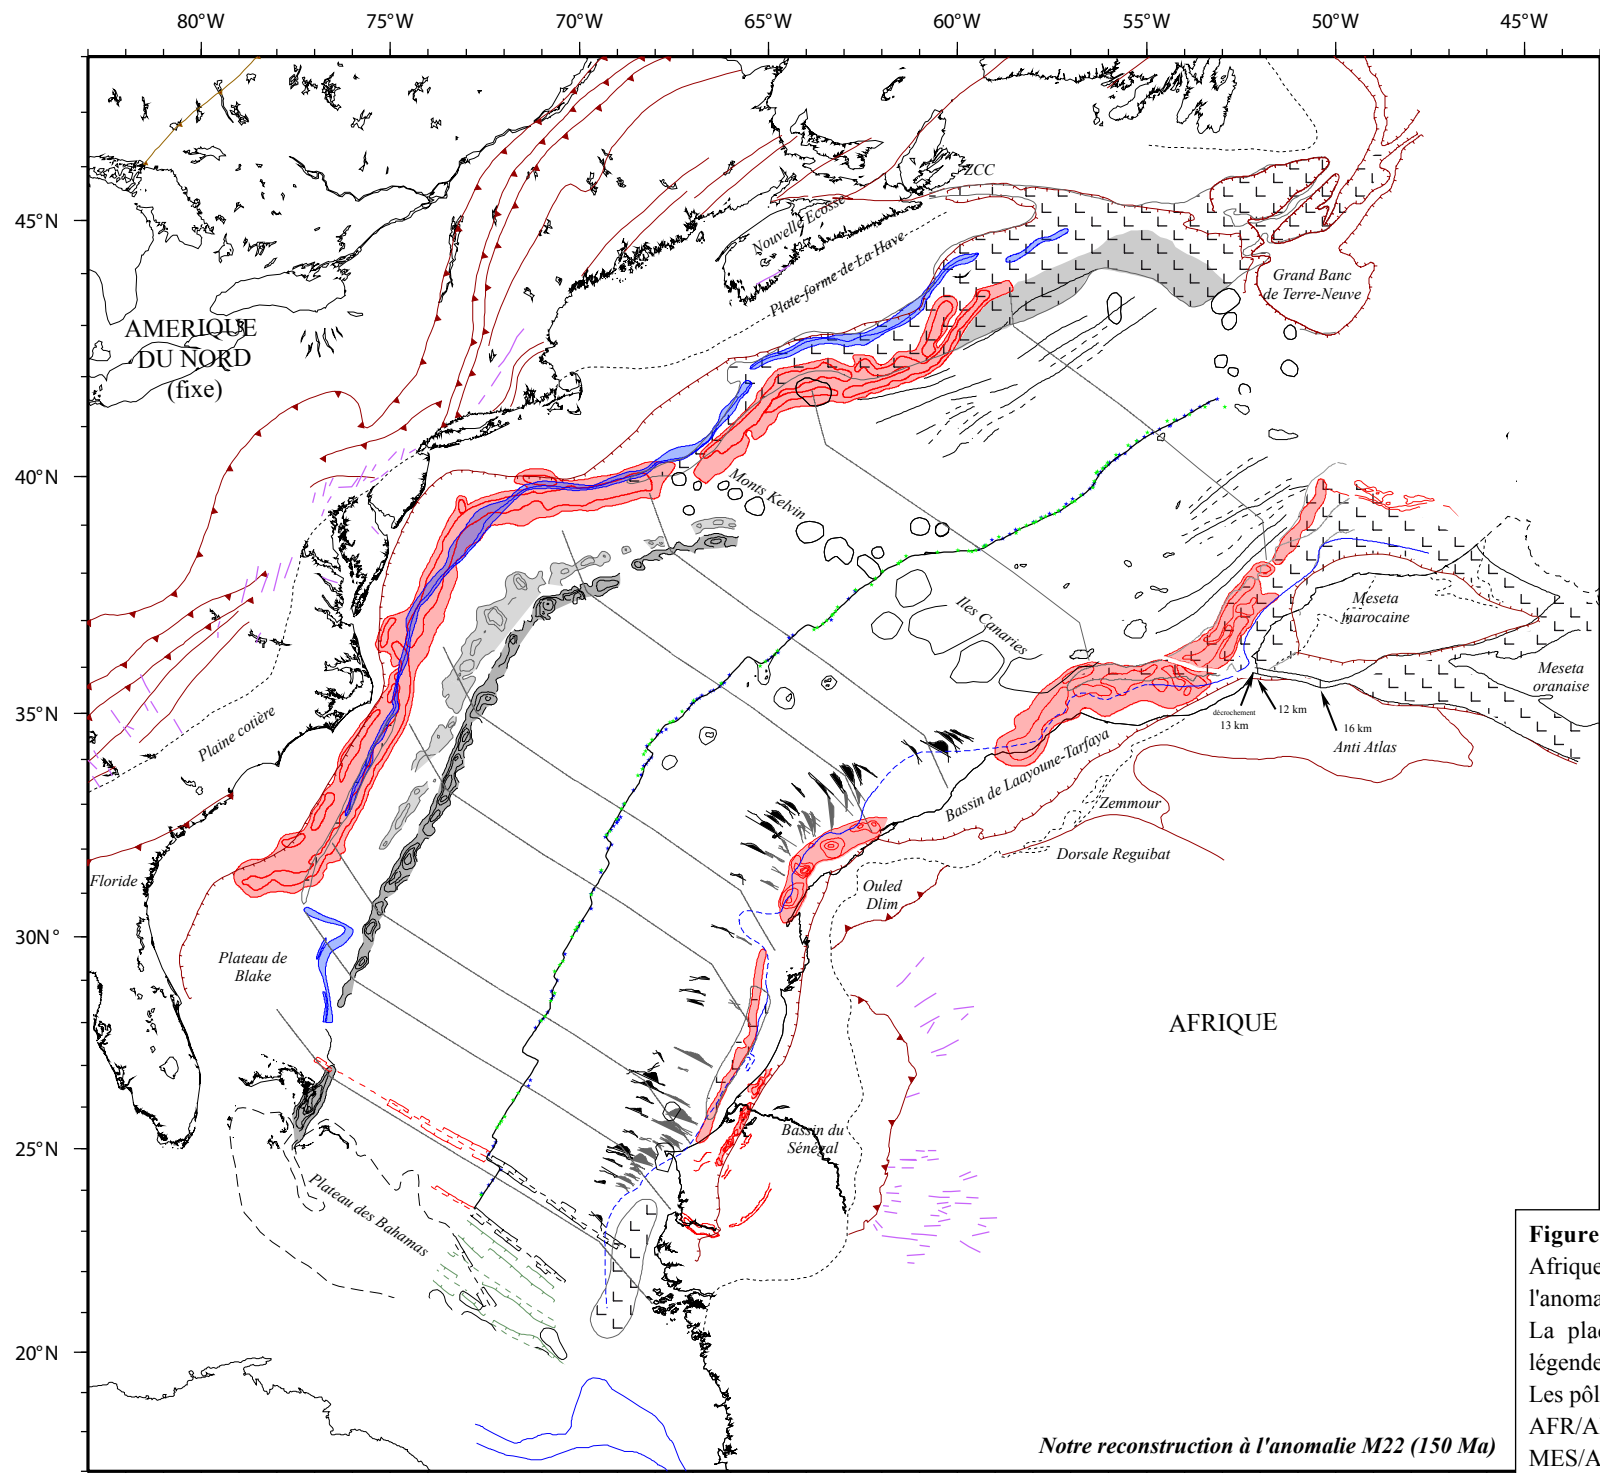 80°W
75°W
70°W
65°W
60°W
55°W
50°W
45°W
45°N
40°N
35°N
30°N°
25°N
20°N
ZCC
Nouvelle Ecosse
Plate-forme de La Have
Grand Banc
de Terre-Neuve
AMÉRIQUE
DU NORD
(fixe)
Monts Kelvin
Iles Canaries
Meseta
marocaine
Meseta
oranaise
Plaine cotière
décrochement
13 km
12 km
16 km
Anti Atlas
Bassin de Laayoune-Tarfaya
Zemmour
Dorsale Reguibat
Floride
Ouled
Dlim
Plateau de
Blake
AFRIQUE
Bassin du
Sénégal
Plateau des Bahamas
Notre reconstruction à l'anomalie M22 (150 Ma)
Figure
Afrique
l'anoma
La plac
légende
Les pôl
AFR/A
MES/A